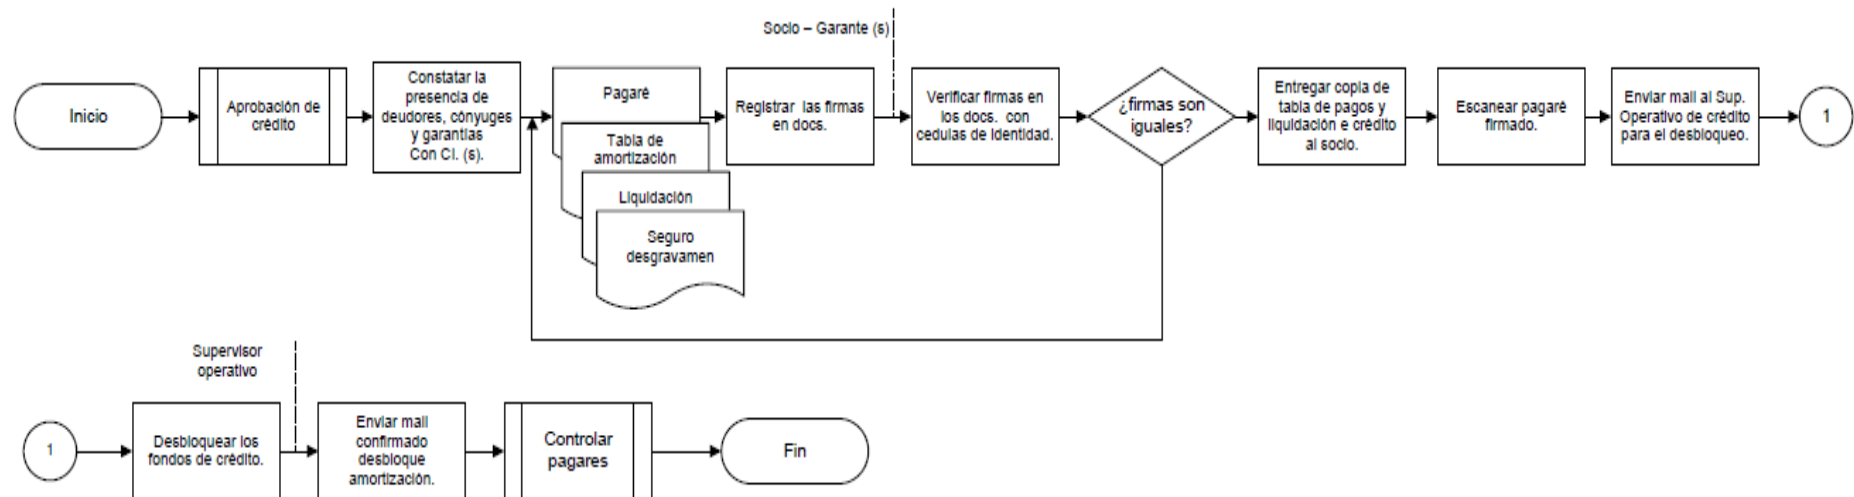 Socio – Garante (s)
Inicio
Aprobación de
crédito
Constatar la
presencia de
deudores, cónyuges
y garantías
Con CI. (s).
Pagaré
Tabla de
amortización
Liquidación
Seguro
desgravamen
Registrar las firmas
en docs.
Verificar firmas en
los docs. con
cedulas de identidad.
¿firmas son
iguales?
Entregar copia de
tabla de pagos y
liquidación e crédito
al socio.
Escanear pagaré
firmado.
Enviar mail al Sup.
Operativo de crédito
para el desbloqueo.
1
Supervisor
operativo
1
Desbloquear los
fondos de crédito.
Enviar mail
confirmado
desbloque
amortización.
Controlar
pagares
Fin